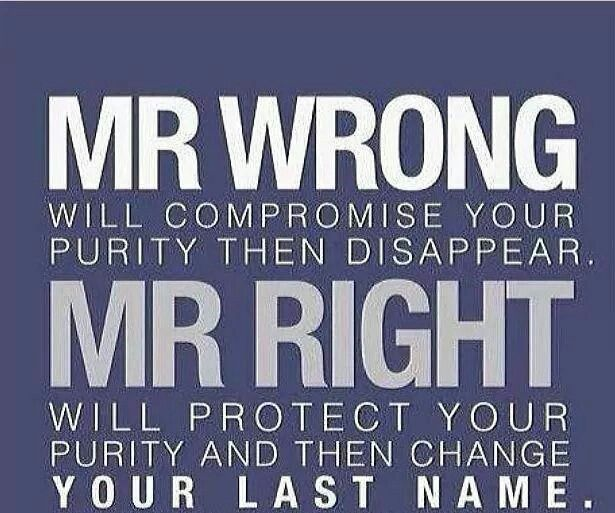 MR WRONG
WILL COMPROMISE YOUR
PURITY THEN DISAPPEAR.
MR RIGHT
WILL PROTECT YOUR
PURITY AND THEN CHANGE
YOUR LAST NAME.